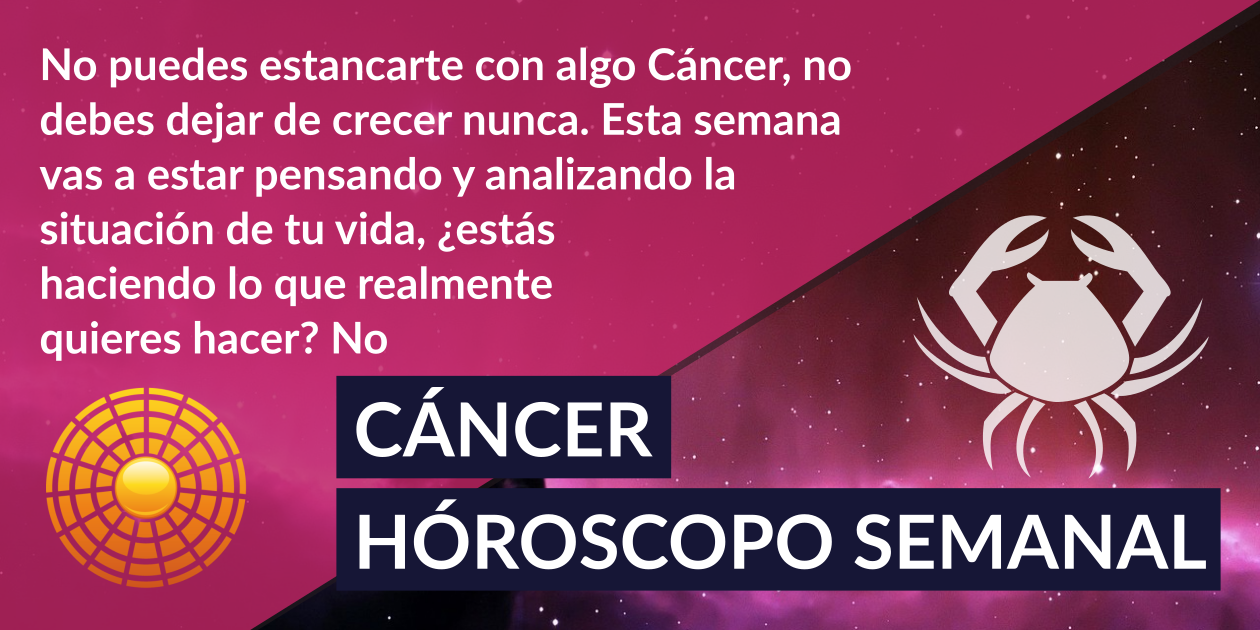 No puedes estancarte con algo Cáncer, no
debes dejar de crecer nunca. Esta semana
vas a estar pensando y analizando la
situación de tu vida, ¿estás
haciendo lo que realmente
quieres hacer? No
CÁNCER
HÓROSCOPO SEMANAL